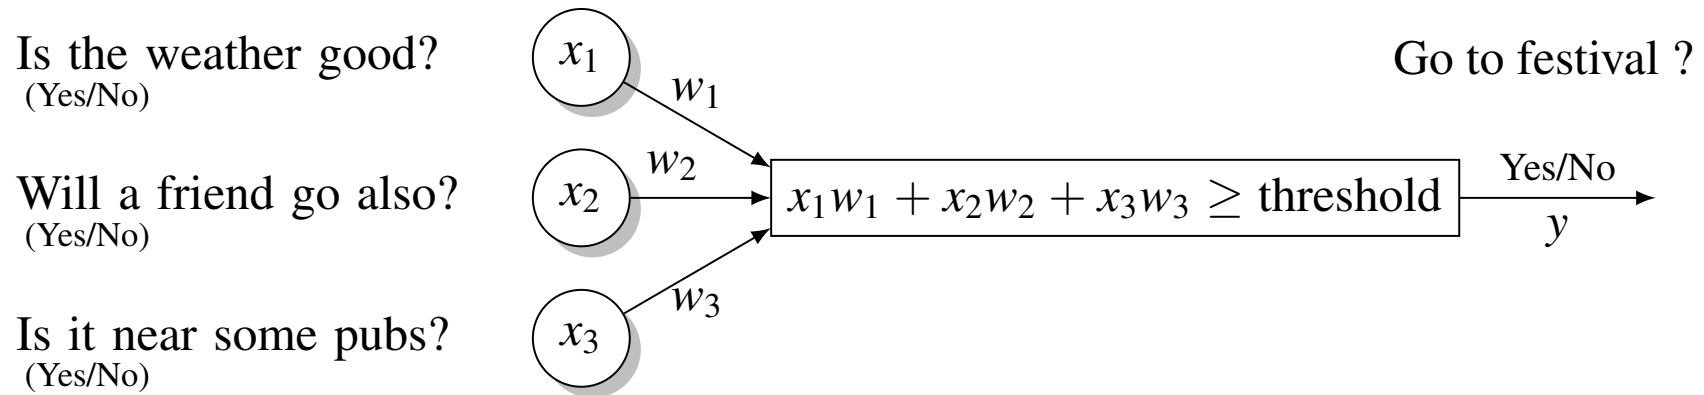 Is the weather good?
(Yes/No)
x₁
w₁
Go to festival ?
Will a friend go also?
(Yes/No)
x₂
w₂
x₁w₁ + x₂w₂ + x₃w₃ ≥ threshold
Yes/No
y
Is it near some pubs?
(Yes/No)
x₃
w₃